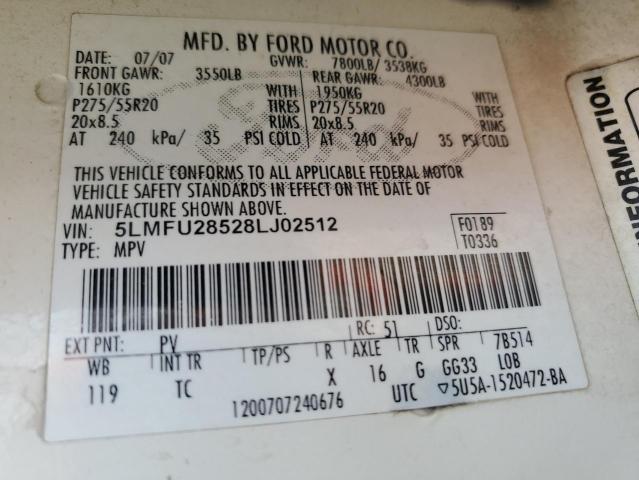 MFD. BY FORD MOTOR CO.
DATE: 07/07 GVWR: 7800LB/ 3538KG
FRONT GAWR: 3550LB REAR GAWR: 4300LB
1610KG WITH 1950KG WITH
P275/55R20 TIRES P275/55R20 TIRES
20x8.5 RIMS 20x8.5 RIMS
AT 240 kPa/ 35 PSI COLD AT 240 kPa/ 35 PSI COLD
Ford
THIS VEHICLE CONFORMS TO ALL APPLICABLE FEDERAL MOTOR
VEHICLE SAFETY STANDARDS IN EFFECT ON THE DATE OF
MANUFACTURE SHOWN ABOVE.
VIN: 5LMFU28528LJ02512 F0189
TYPE: MPV T0336
EXT PNT: PV RC: 51 DSO:
WB INT TR TP/PS R AXLE TR SPR 7B514
119 TC X 16 G GG33 LOB
1200707240676 UTC ▽5U5A-1520472-BA
INFORMATION